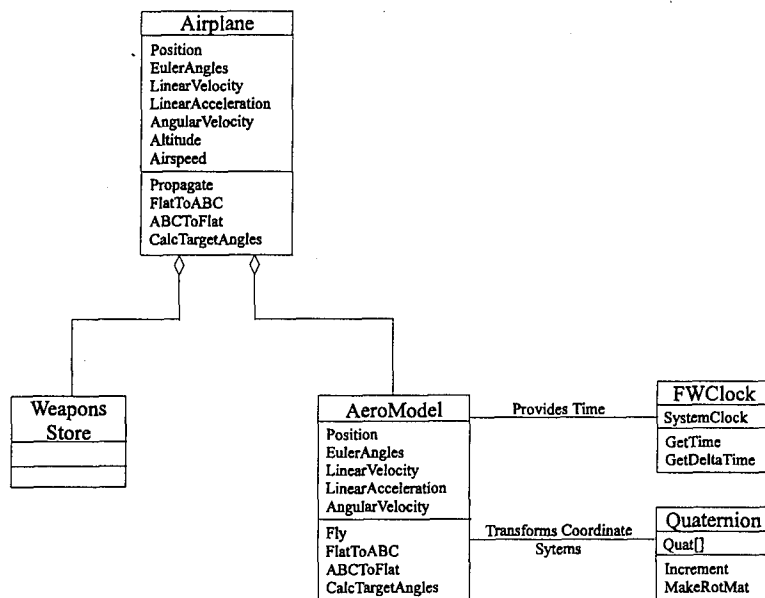 Airplane
Position
EulerAngles
LinearVelocity
LinearAcceleration
AngularVelocity
Altitude
Airspeed
Propagate
FlatToABC
ABCToFlat
CalcTargetAngles
Weapons
Store
AeroModel
Position
EulerAngles
LinearVelocity
LinearAcceleration
AngularVelocity
Fly
FlatToABC
ABCToFlat
CalcTargetAngles
Provides Time
FWClock
SystemClock
GetTime
GetDeltaTime
Transforms Coordinate
Sytems
Quaternion
Quat[]
Increment
MakeRotMat